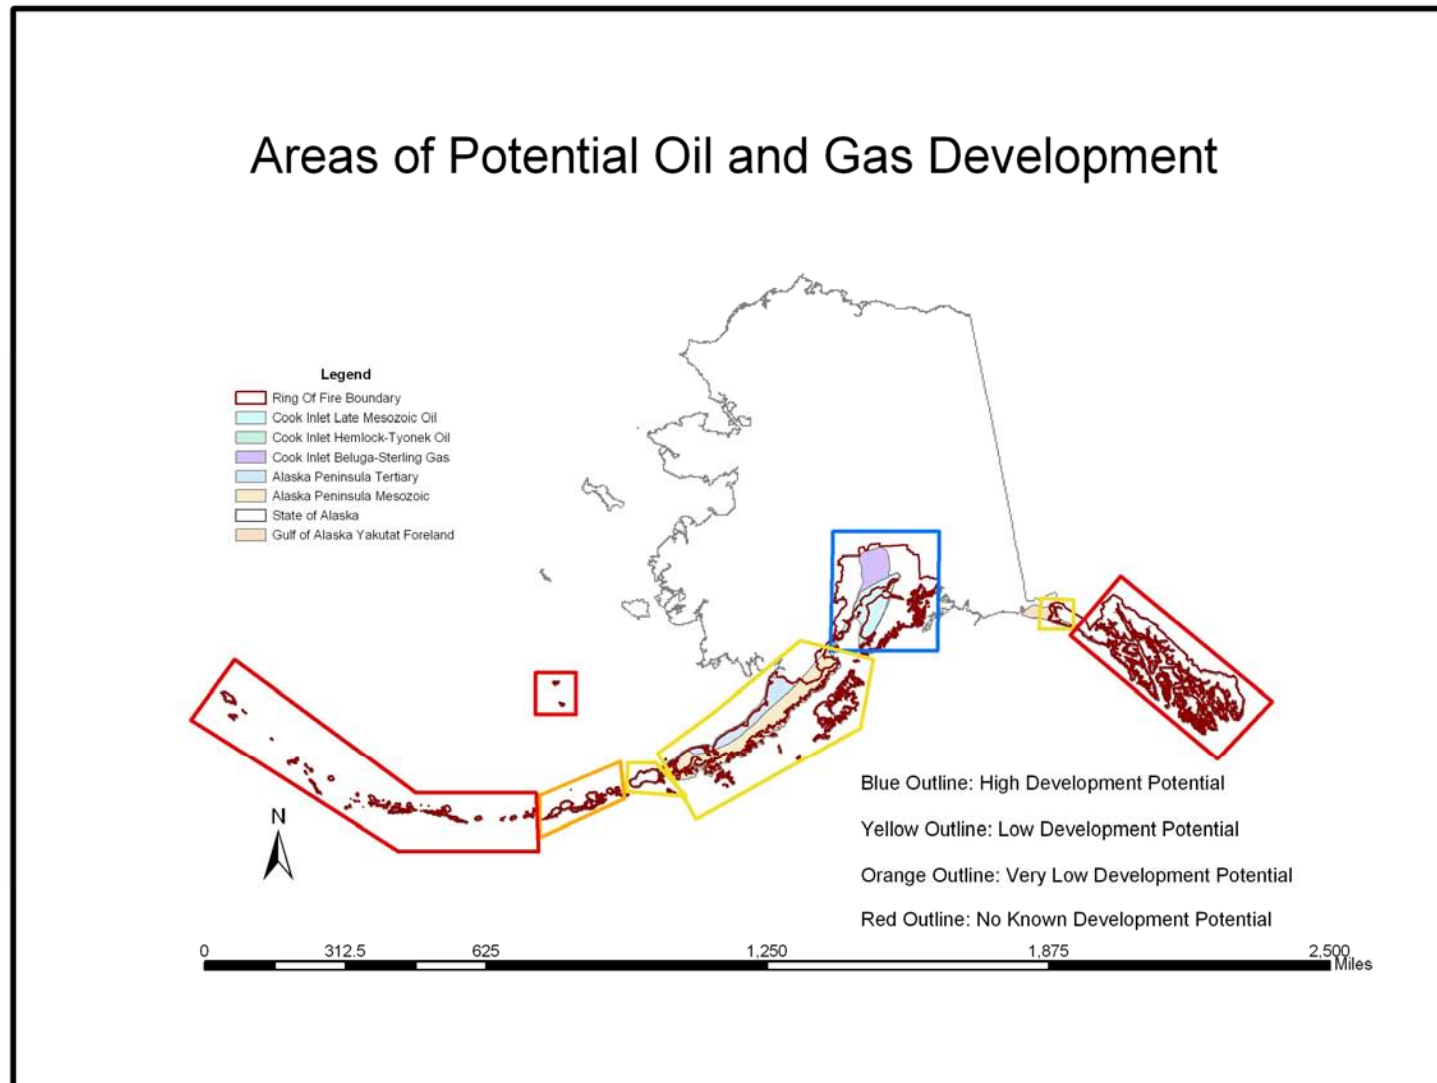 Areas of Potential Oil and Gas Development
Legend
Ring Of Fire Boundary
Cook Inlet Late Mesozoic Oil
Cook Inlet Hemlock-Tyonek Oil
Cook Inlet Beluga-Sterling Gas
Alaska Peninsula Tertiary
Alaska Peninsula Mesozoic
State of Alaska
Gulf of Alaska Yakutat Foreland
Blue Outline: High Development Potential
Yellow Outline: Low Development Potential
Orange Outline: Very Low Development Potential
Red Outline: No Known Development Potential
N
0 312.5 625 1,250 1,875 2,500
Miles